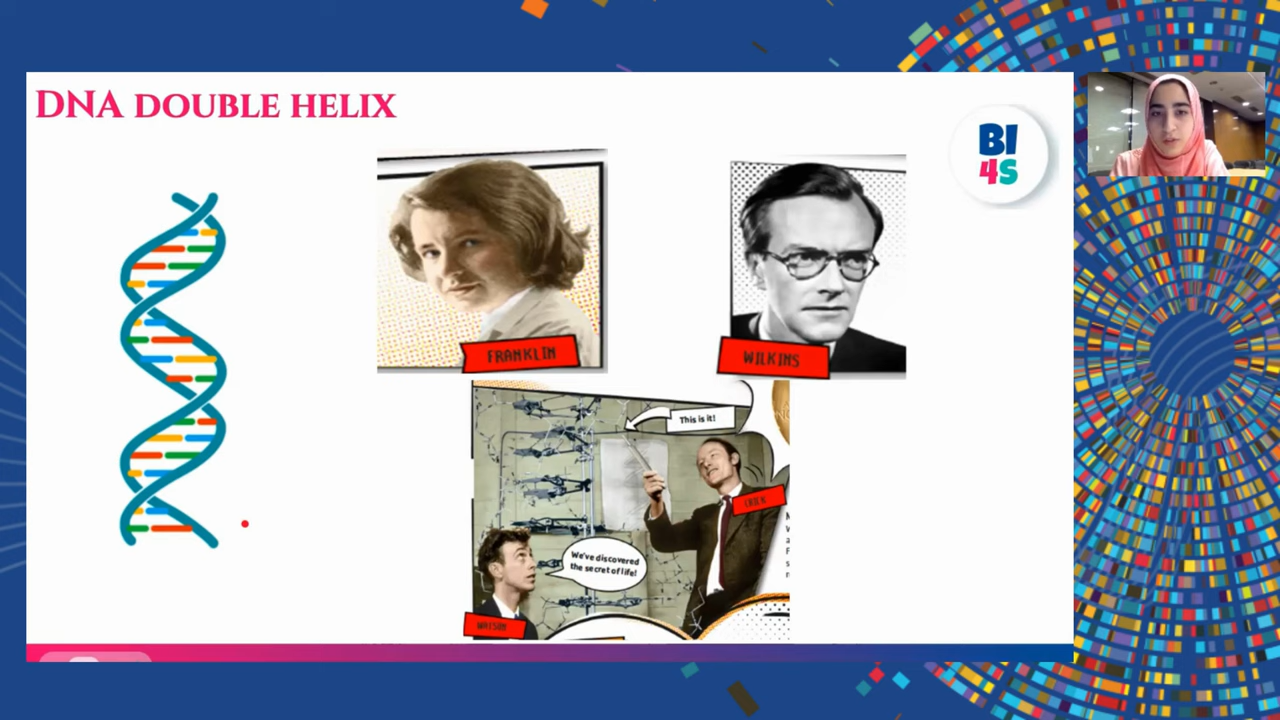 DNA DOUBLE HELIX
BI
4S
FRANKLIN
WILKINS
This is it!
CRICK
We've discovered
the secret of life!
WATSON